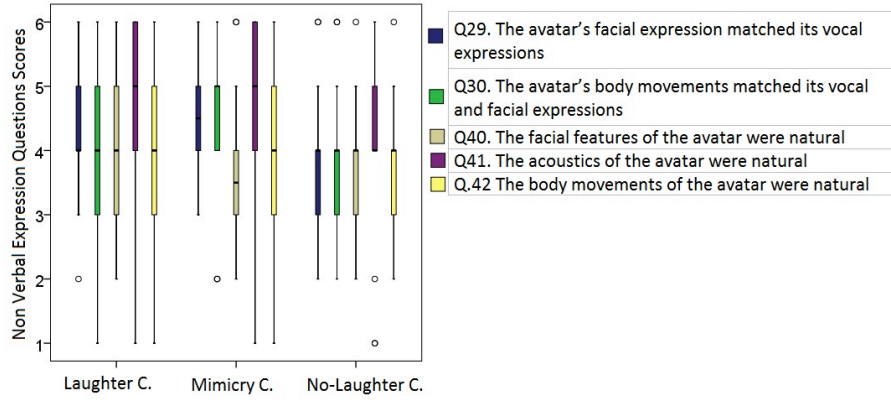 Non Verbal Expression Questions Scores
6
5
4
3
2
1
Laughter C.
Mimicry C.
No-Laughter C.
Q29. The avatar's facial expression matched its vocal
expressions
Q30. The avatar's body movements matched its vocal
and facial expressions
Q40. The facial features of the avatar were natural
Q41. The acoustics of the avatar were natural
Q.42 The body movements of the avatar were natural